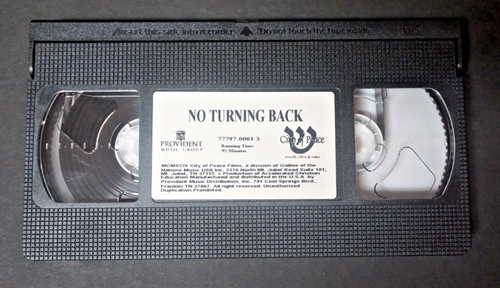 Insert this side into recorder ▲ Do not touch the tape inside VHS
NO TURNING BACK
PROVIDENT
MUSIC GROUP
77797 0003 3
Running Time:
95 Minutes
City of Peace
MCMXCIX City of Peace Films, a division of Galilee of the
Nations Music USA Inc. 2176 North Mt. Juliet Road Suite 101,
Mt. Juliet, TN 37122. Production of Accelerated Christian
Education Manufactured and distributed in the U.S.A. by
Provident Music Distribution, Inc. 741 Cool Springs Blvd.,
Franklin TN 37067. All right reserved. Unauthorized
Duplication Prohibited.